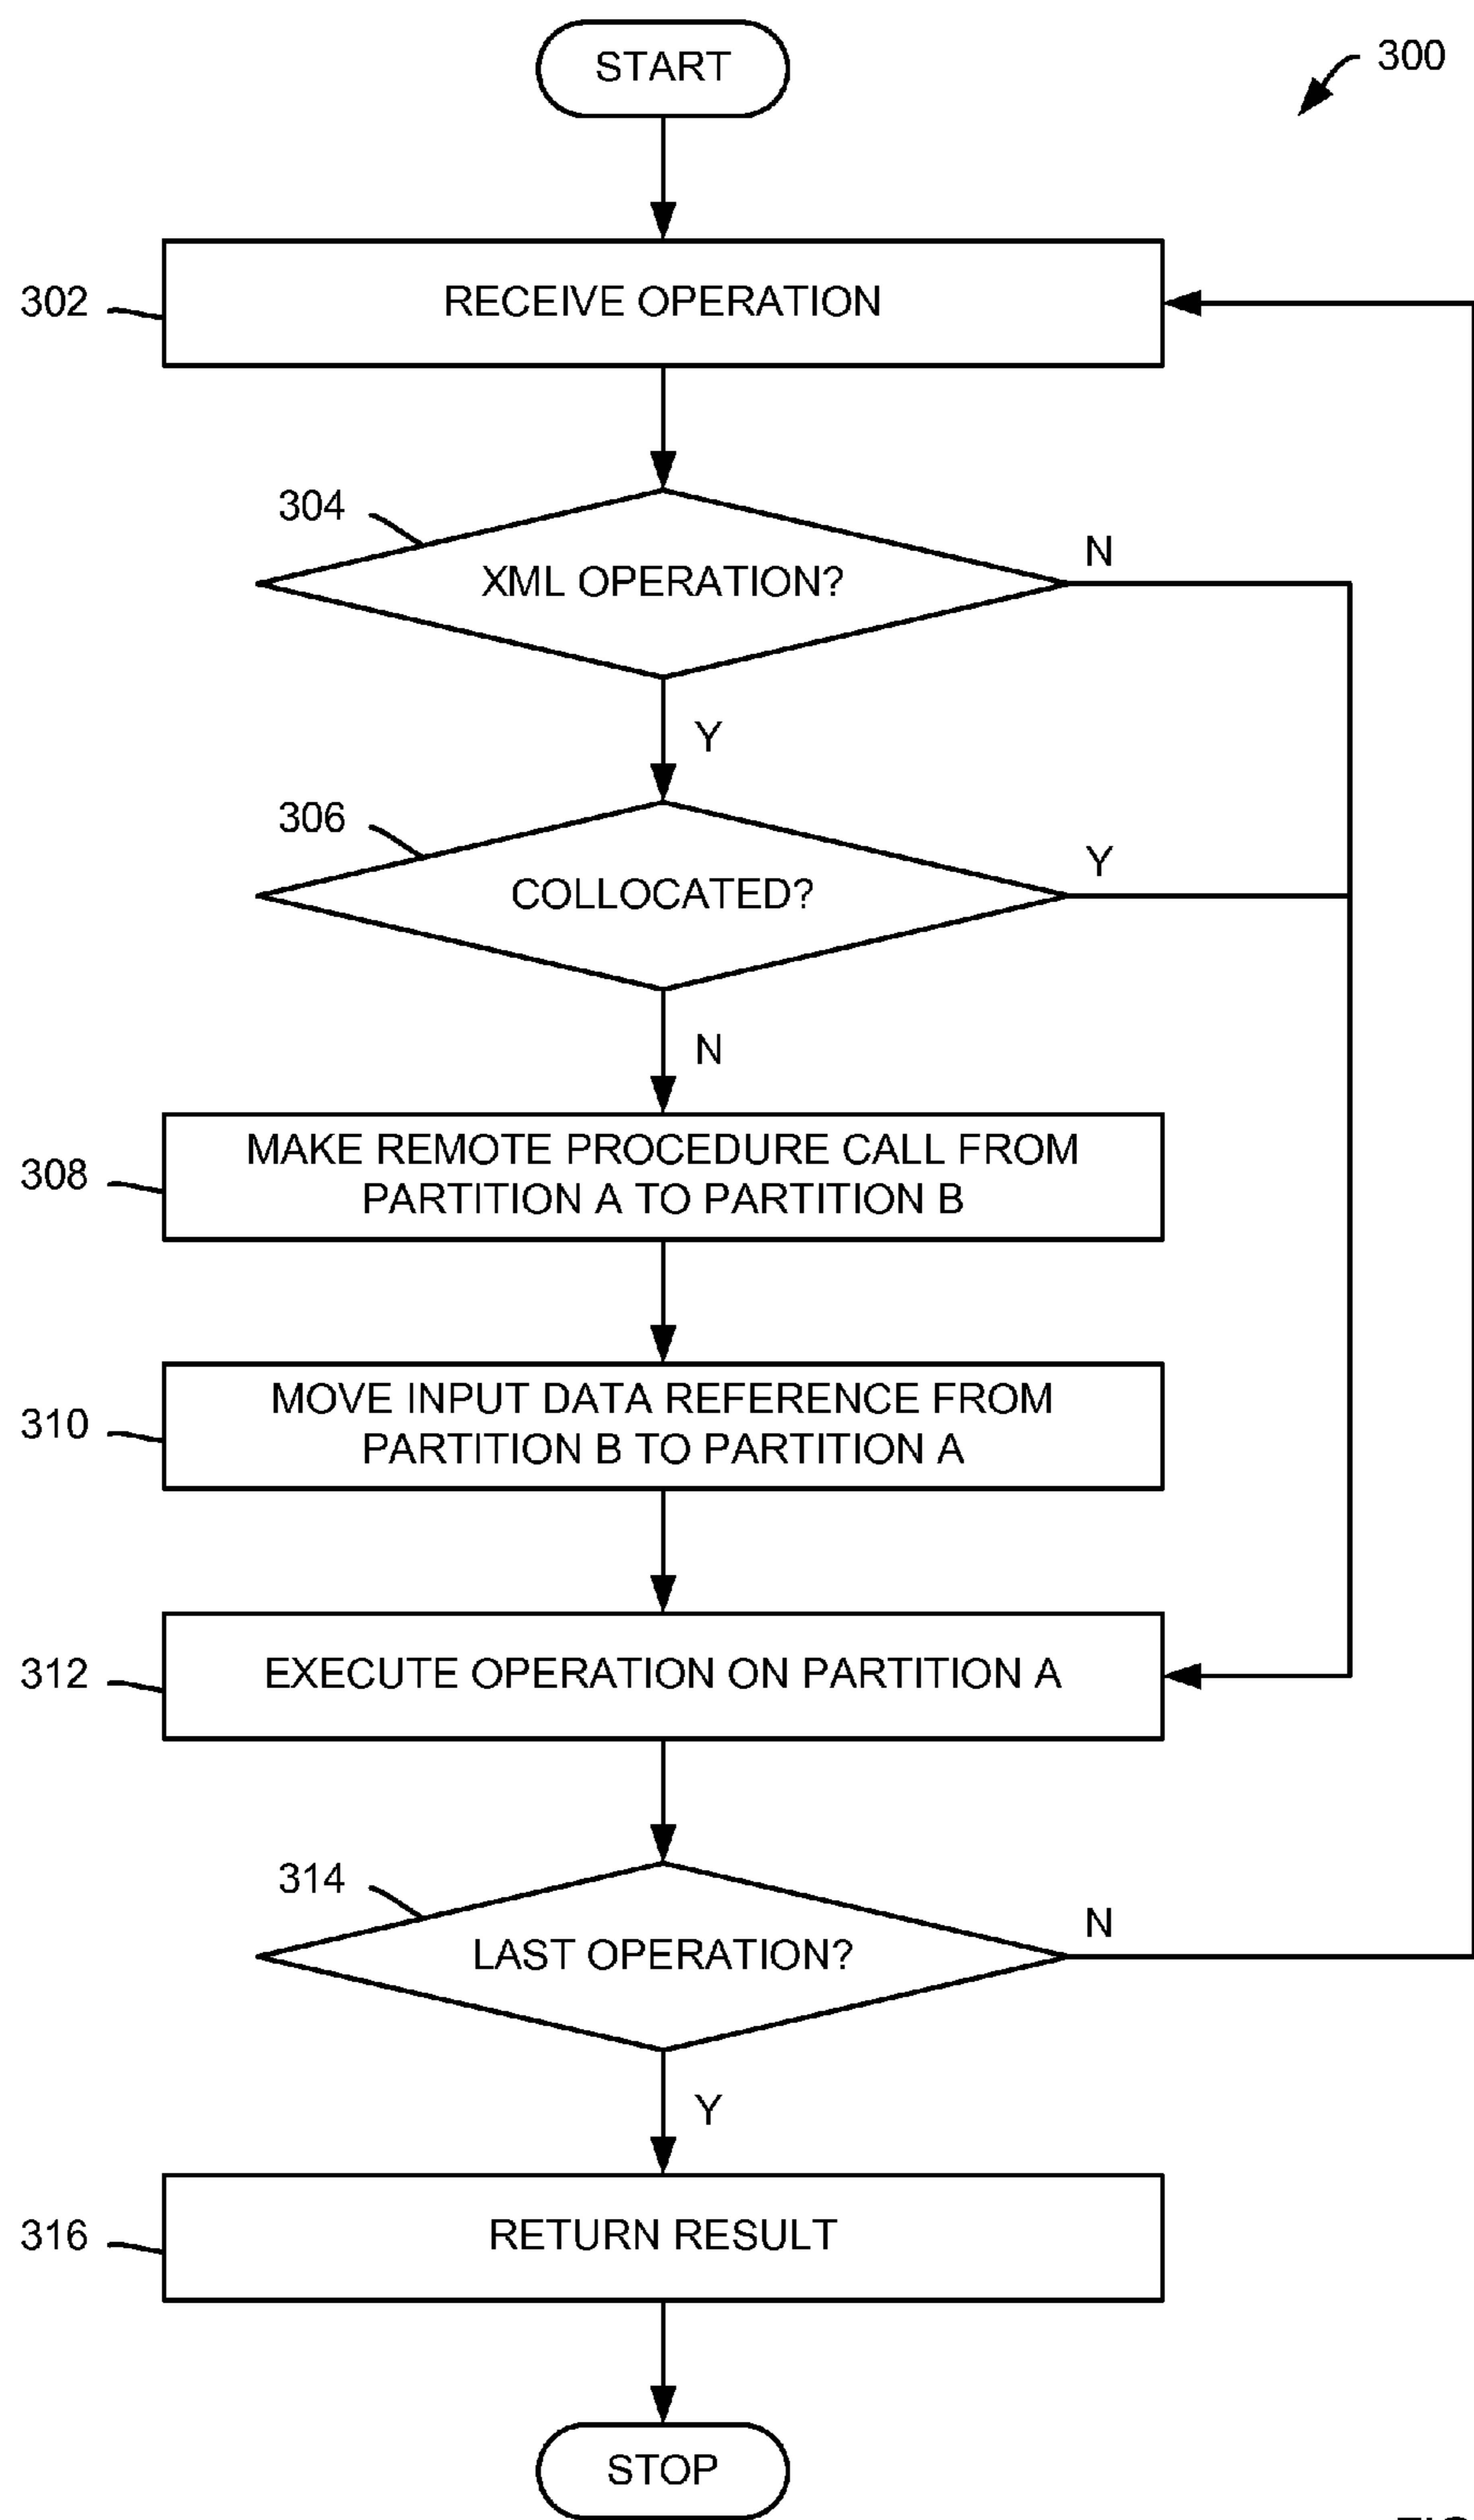 START
300
302
RECEIVE OPERATION
304
XML OPERATION?
N
Y
306
COLLOCATED?
Y
N
308
MAKE REMOTE PROCEDURE CALL FROM
PARTITION A TO PARTITION B
310
MOVE INPUT DATA REFERENCE FROM
PARTITION B TO PARTITION A
312
EXECUTE OPERATION ON PARTITION A
314
LAST OPERATION?
N
Y
316
RETURN RESULT
STOP